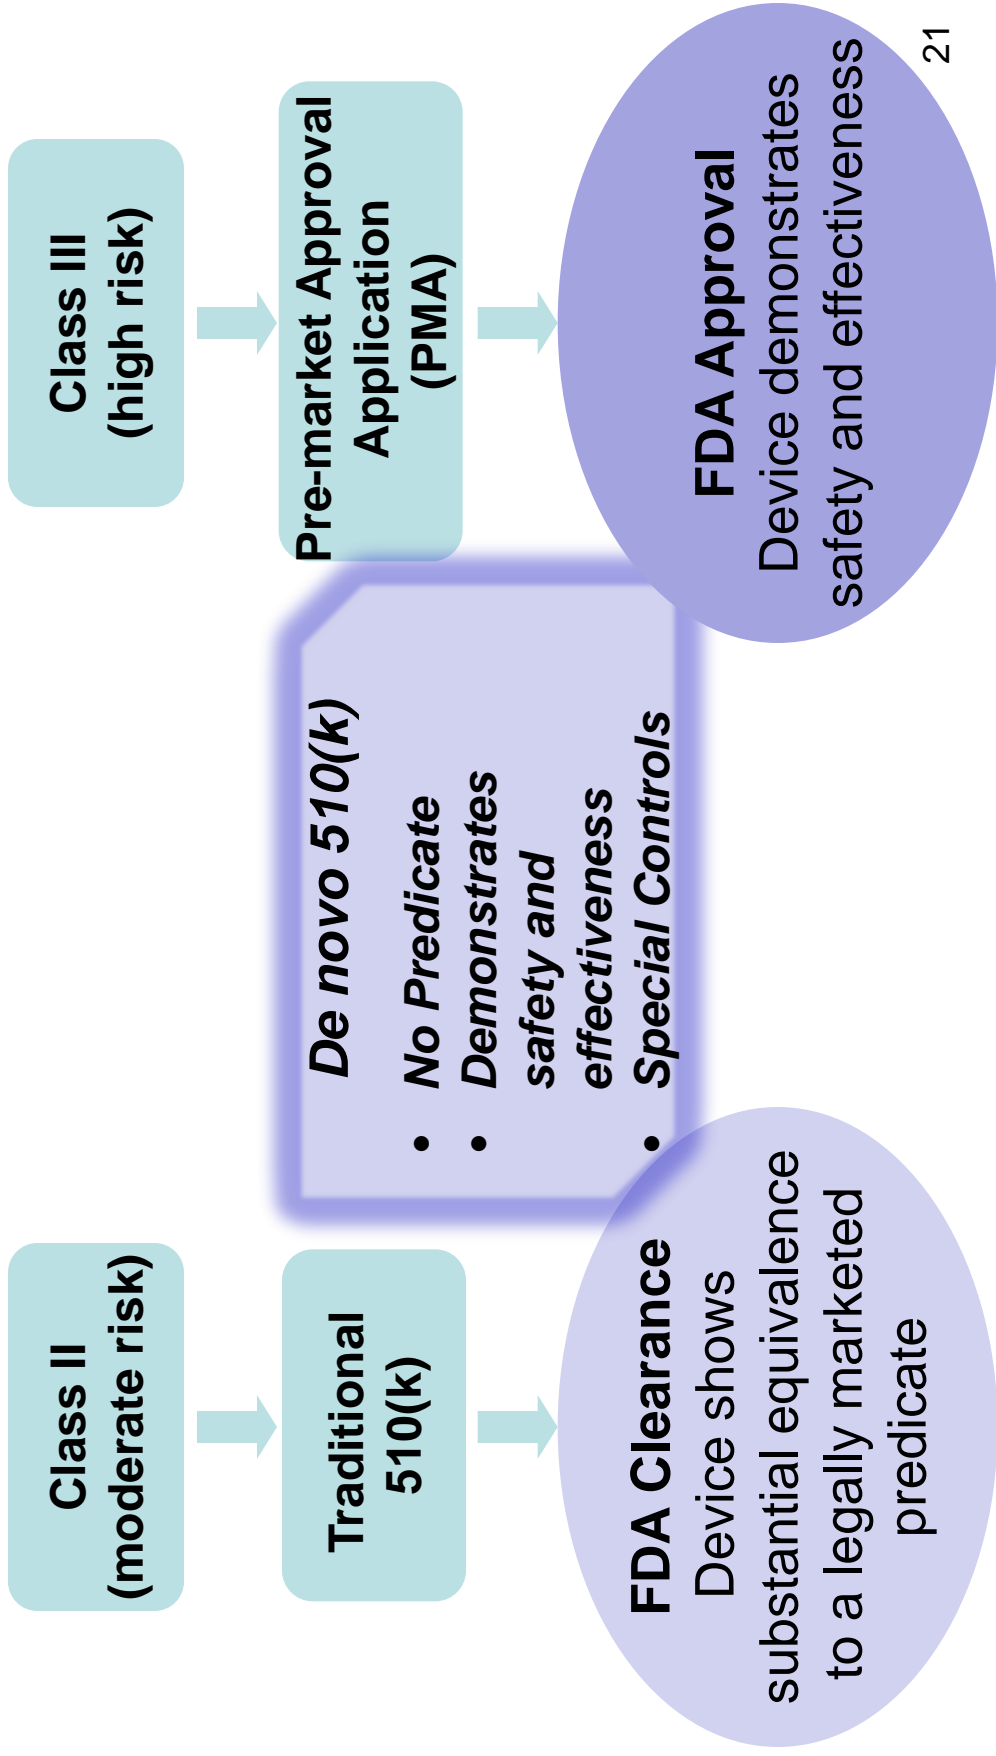 Class II
(moderate risk)
Traditional
510(k)
FDA Clearance
Device shows
substantial equivalence
to a legally marketed
predicate
De novo 510(k)
• No Predicate
• Demonstrates
safety and
effectiveness
• Special Controls
Class III
(high risk)
Pre-market Approval
Application
(PMA)
FDA Approval
Device demonstrates
safety and effectiveness
21